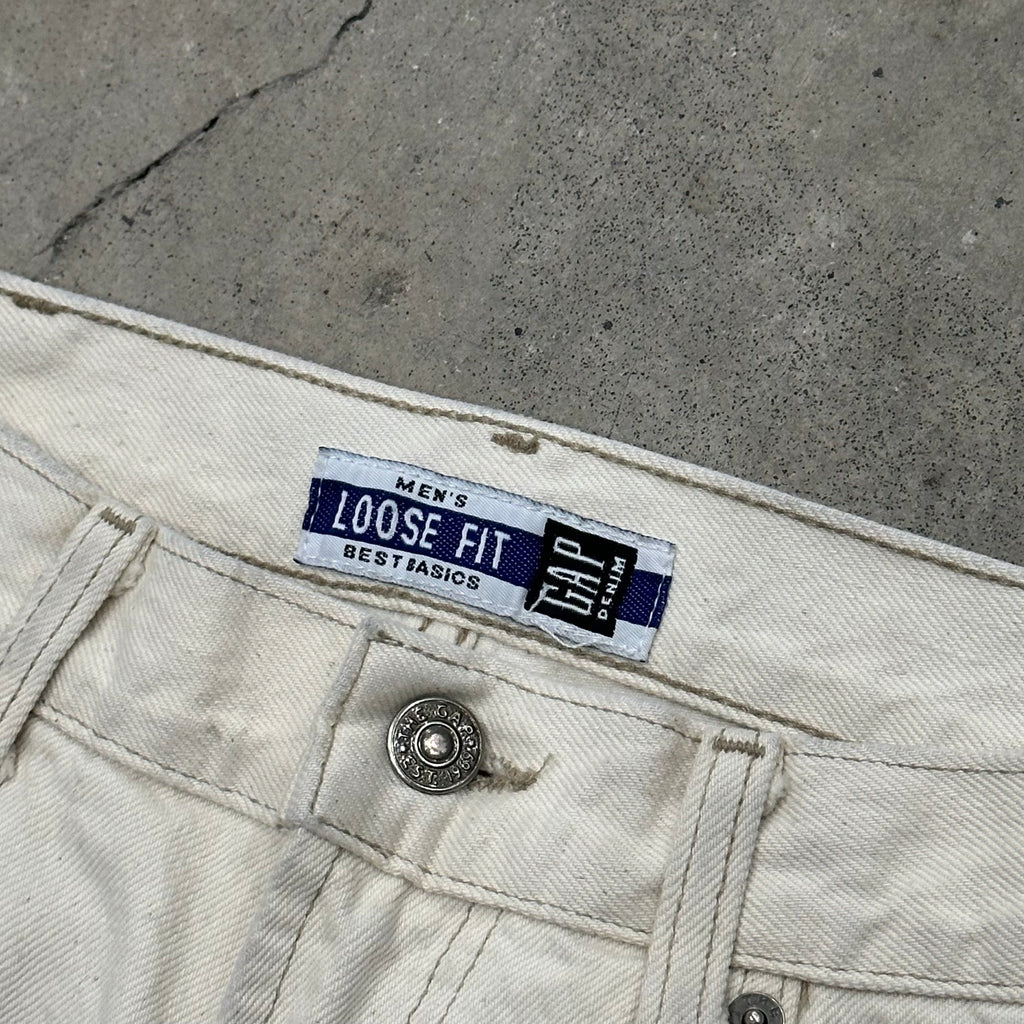 MEN'S
LOOSE FIT
BEST BASICS
GAP
DENIM
THE GAP EST. 1969